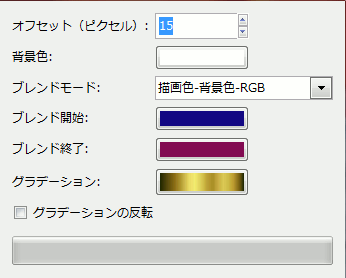 オフセット（ピクセル）: 15
背景色:
ブレンドモード: 描画色-背景色-RGB
ブレンド開始:
ブレンド終了:
グラデーション:
グラデーションの反転